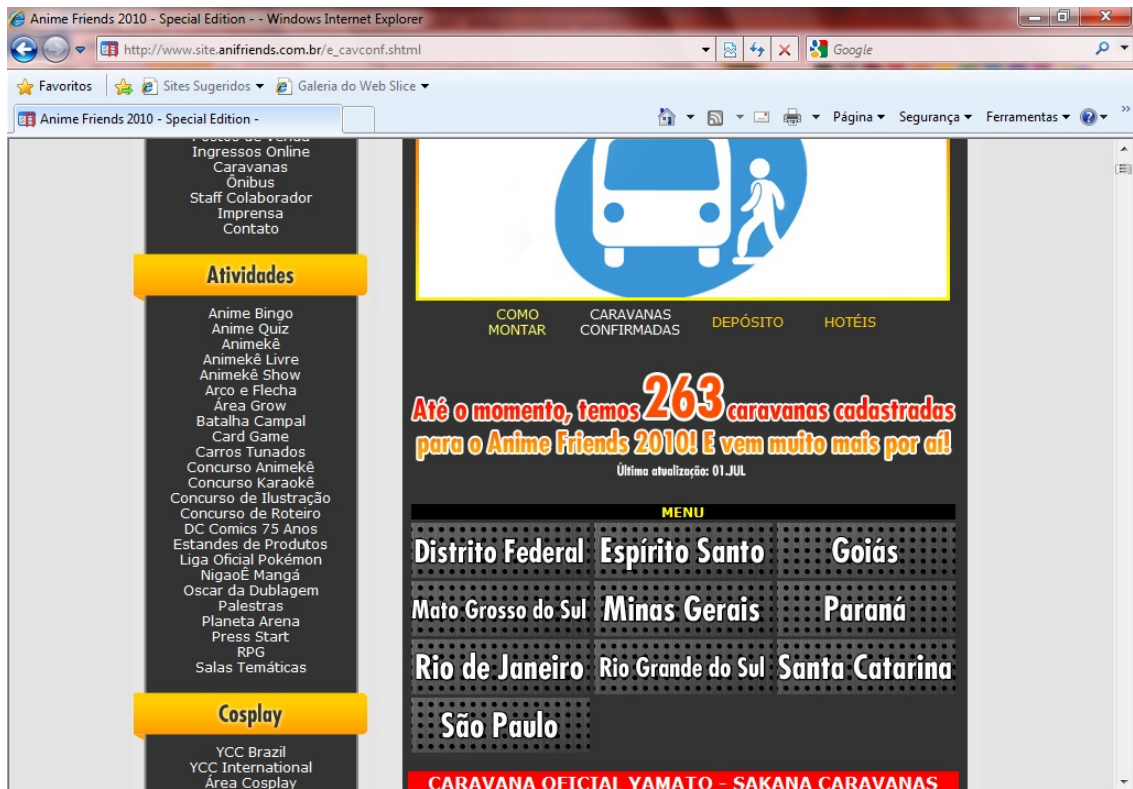 Anime Friends 2010 - Special Edition - - Windows Internet Explorer
http://www.site.anifriends.com.br/e_cavconf.shtml
Google
Favoritos
Sites Sugeridos
Galeria do Web Slice
Anime Friends 2010 - Special Edition -
Página
Segurança
Ferramentas
Postos de Venda
Ingressos Online
Caravanas
Ônibus
Staff Colaborador
Imprensa
Contato
Atividades
Anime Bingo
Anime Quiz
Animekê
Animekê Livre
Animekê Show
Arco e Flecha
Área Grow
Batalha Campal
Card Game
Carros Tunados
Concurso Animekê
Concurso Karaokê
Concurso de Ilustração
Concurso de Roteiro
DC Comics 75 Anos
Estandes de Produtos
Liga Oficial Pokémon
NigaoÊ Mangá
Oscar da Dublagem
Palestras
Planeta Arena
Press Start
RPG
Salas Temáticas
Cosplay
YCC Brazil
YCC International
Área Cosplay
COMO
MONTAR
CARAVANAS
CONFIRMADAS
DEPÓSITO
HOTÉIS
Até o momento, temos 263 caravanas cadastradas
para o Anime Friends 2010! E vem muito mais por aí!
Última atualização: 01.JUL
MENU
Distrito Federal Espírito Santo Goiás
Mato Grosso do Sul Minas Gerais Paraná
Rio de Janeiro Rio Grande do Sul Santa Catarina
São Paulo
CARAVANA OFICIAL YAMATO - SAKANA CARAVANAS